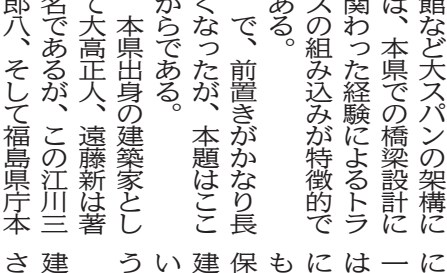 館など大スパンの架構に
は、本県での橋梁設計に
関わった経験によるトラ
スの組み込みが特徴的で
ある。
で、前置きがかなり長
くなったが、本題はここ
からである。
本県出身の建築家とし
て大高正人、遠藤新は著
名であるが、この江川三
郎八、そして福島県庁本
に
一
は
に
も
保
建
い
う
建
さ